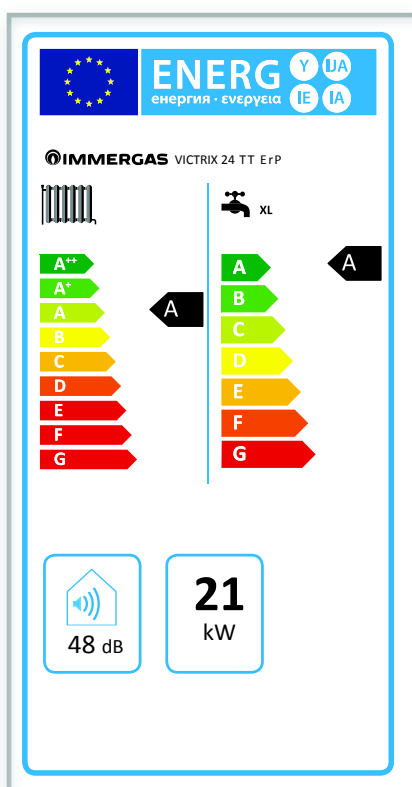 ENERG Y IJA
енергия · ενεργεια IE IA
IMMERGAS VICTRIX 24 TT ErP
XL
A++
A+
A
B
C
D
E
F
G
A
A
B
C
D
E
F
G
A
48 dB
21
kW